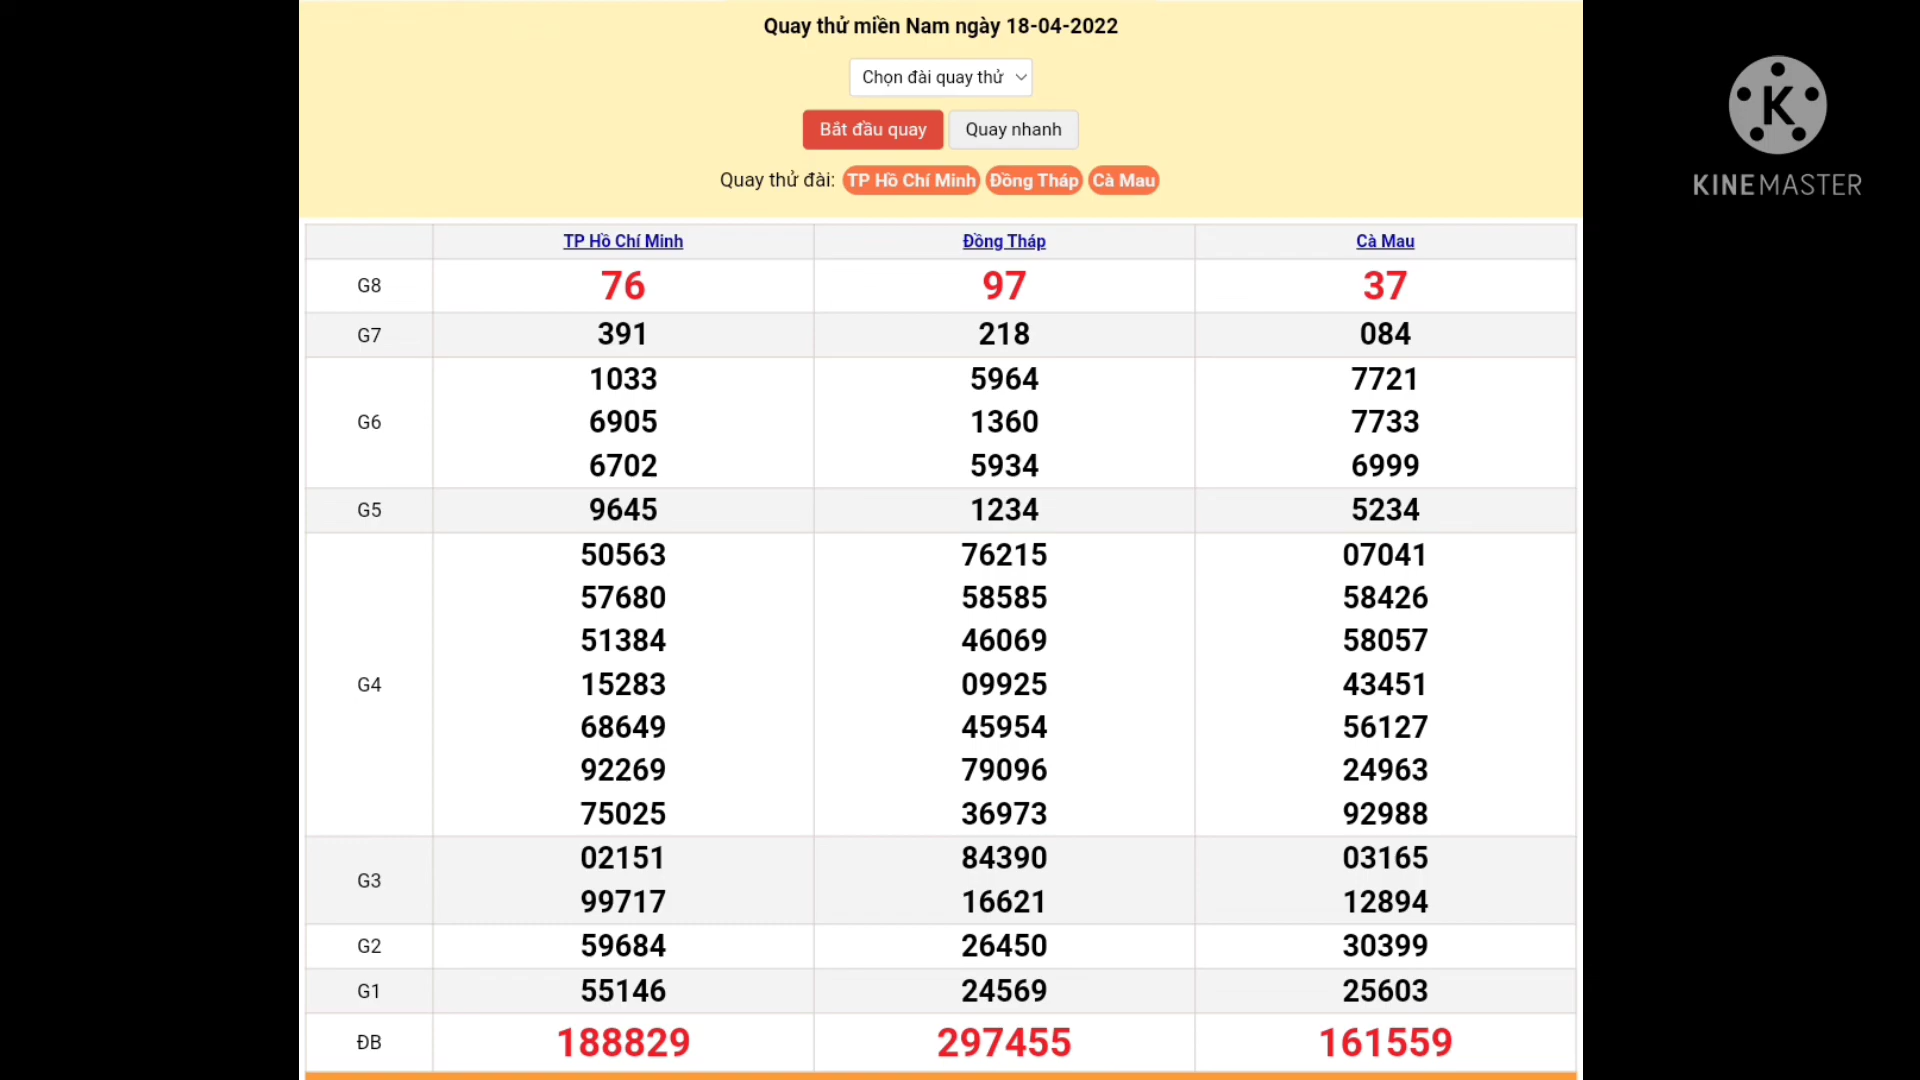 Quay thử miền Nam ngày 18-04-2022
Chọn đài quay thử
Bắt đầu quay Quay nhanh
Quay thử đài: TP Hồ Chí Minh Đồng Tháp Cà Mau
K
KINEMASTER
TP Hồ Chí Minh Đồng Tháp Cà Mau
G8 76 97 37
G7 391 218 084
1033 5964 7721
G6 6905 1360 7733
6702 5934 6999
G5 9645 1234 5234
50563 76215 07041
57680 58585 58426
51384 46069 58057
G4 15283 09925 43451
68649 45954 56127
92269 79096 24963
75025 36973 92988
G3 02151 84390 03165
99717 16621 12894
G2 59684 26450 30399
G1 55146 24569 25603
ĐB 188829 297455 161559